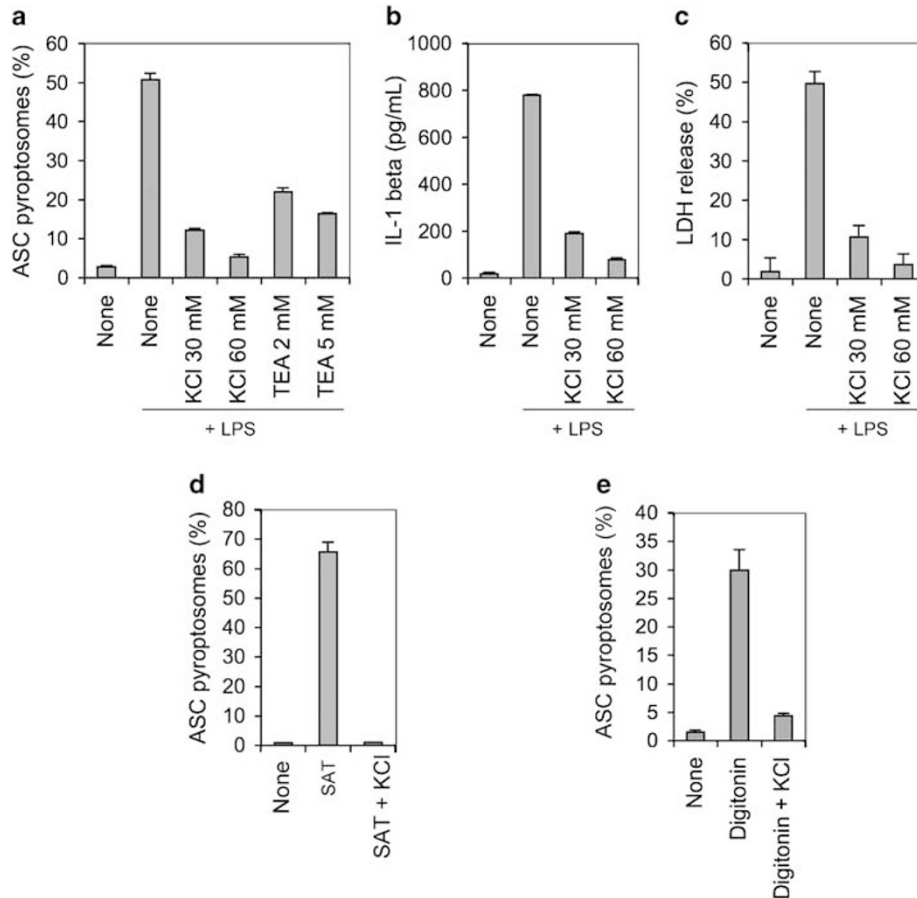 a
ASC pyroptosomes (%)
60
50
40
30
20
10
0
None
None
KCl 30 mM
KCl 60 mM
TEA 2 mM
TEA 5 mM
+ LPS
b
IL-1 beta (pg/mL)
1000
800
600
400
200
0
None
None
KCl 30 mM
KCl 60 mM
+ LPS
c
LDH release (%)
60
50
40
30
20
10
0
None
None
KCl 30 mM
KCl 60 mM
+ LPS
d
ASC pyroptosomes (%)
80
70
60
50
40
30
20
10
0
None
SAT
SAT + KCl
e
ASC pyroptosomes (%)
40
35
30
25
20
15
10
5
0
None
Digitonin
Digitonin + KCl